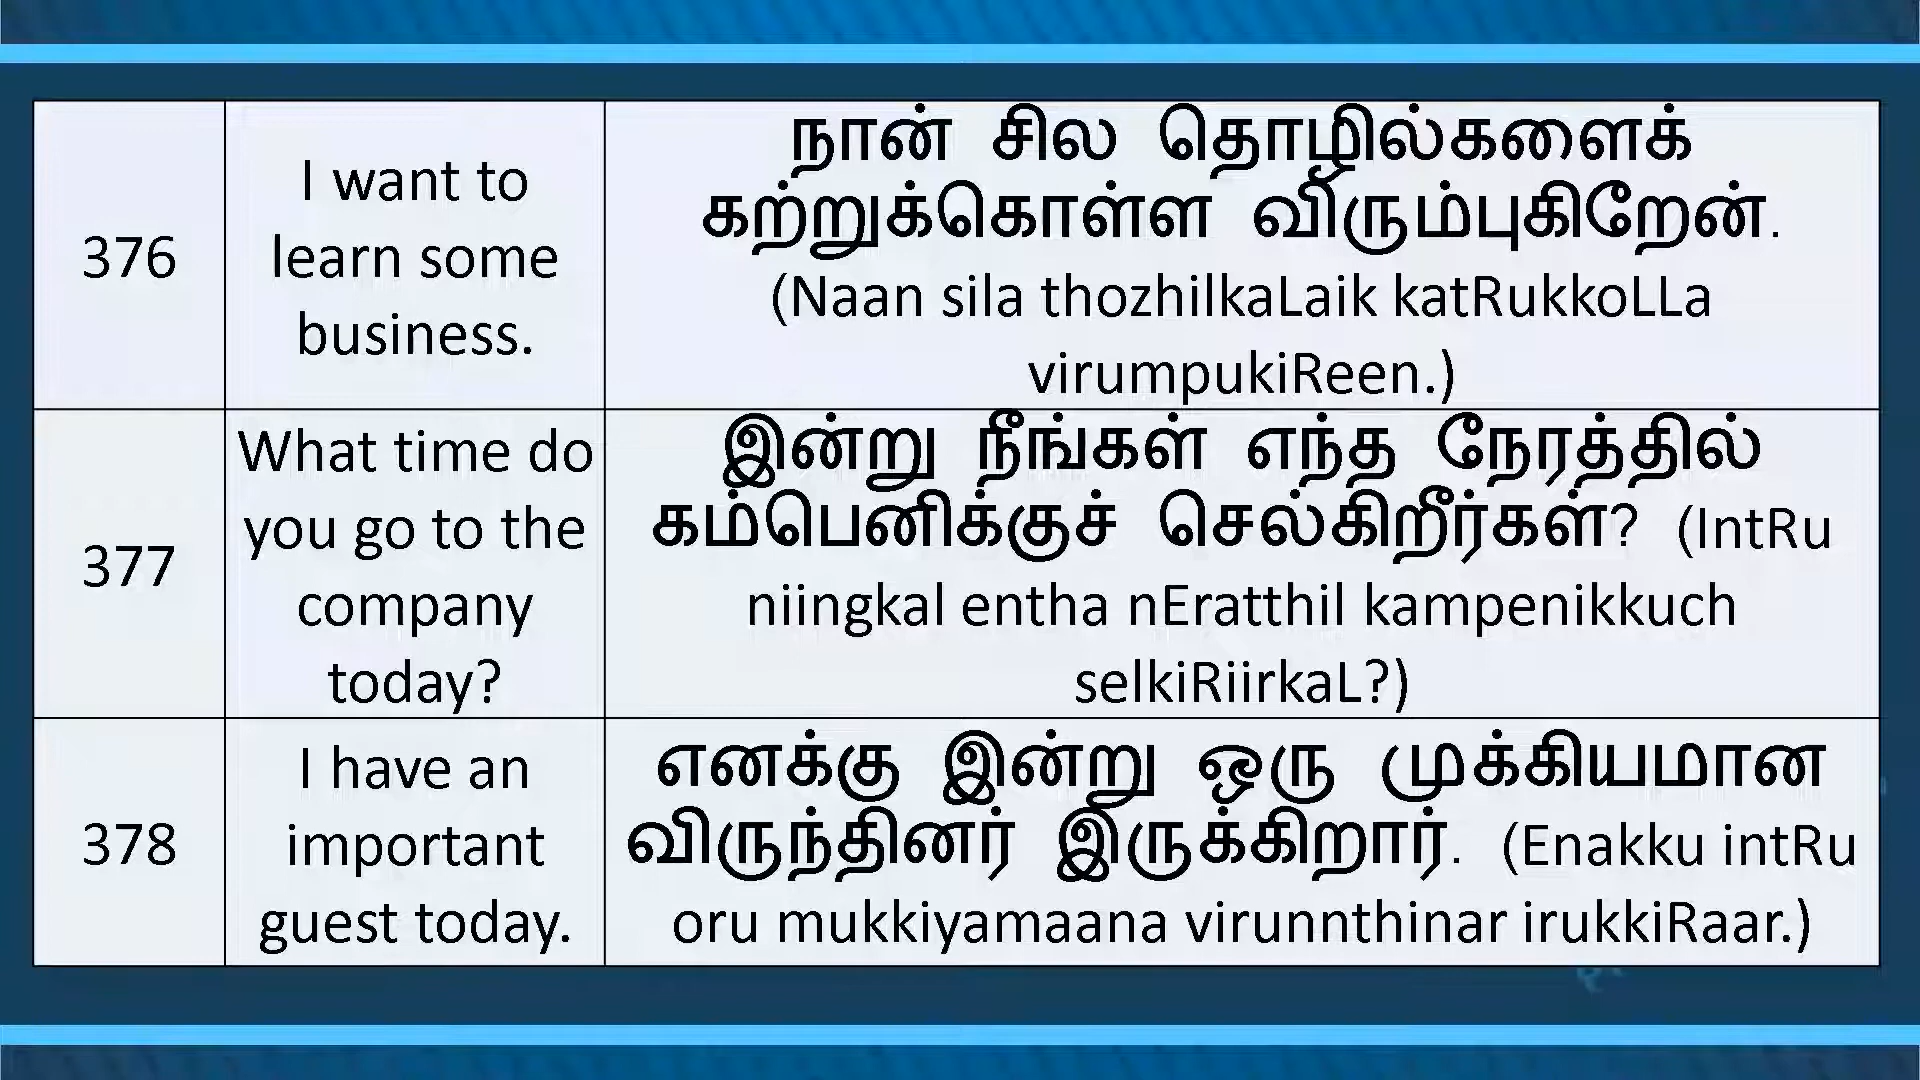 376
I want to
learn some
business.
நான் சில தொழில்களைக்
கற்றுக்கொள்ள விரும்புகிறேன்.
(Naan sila thozhilkaLaik katRukkoLLa
virumpukiReen.)
377
What time do
you go to the
company
today?
இன்று நீங்கள் எந்த நேரத்தில்
கம்பெனிக்குச் செல்கிறீர்கள்? (IntRu
niingkal entha nEratthil kampenikkuch
selkiRiirkaL?)
378
I have an
important
guest today.
எனக்கு இன்று ஒரு முக்கியமான
விருந்தினர் இருக்கிறார். (Enakku intRu
oru mukkiyamaana virunnthinar irukkiRaar.)